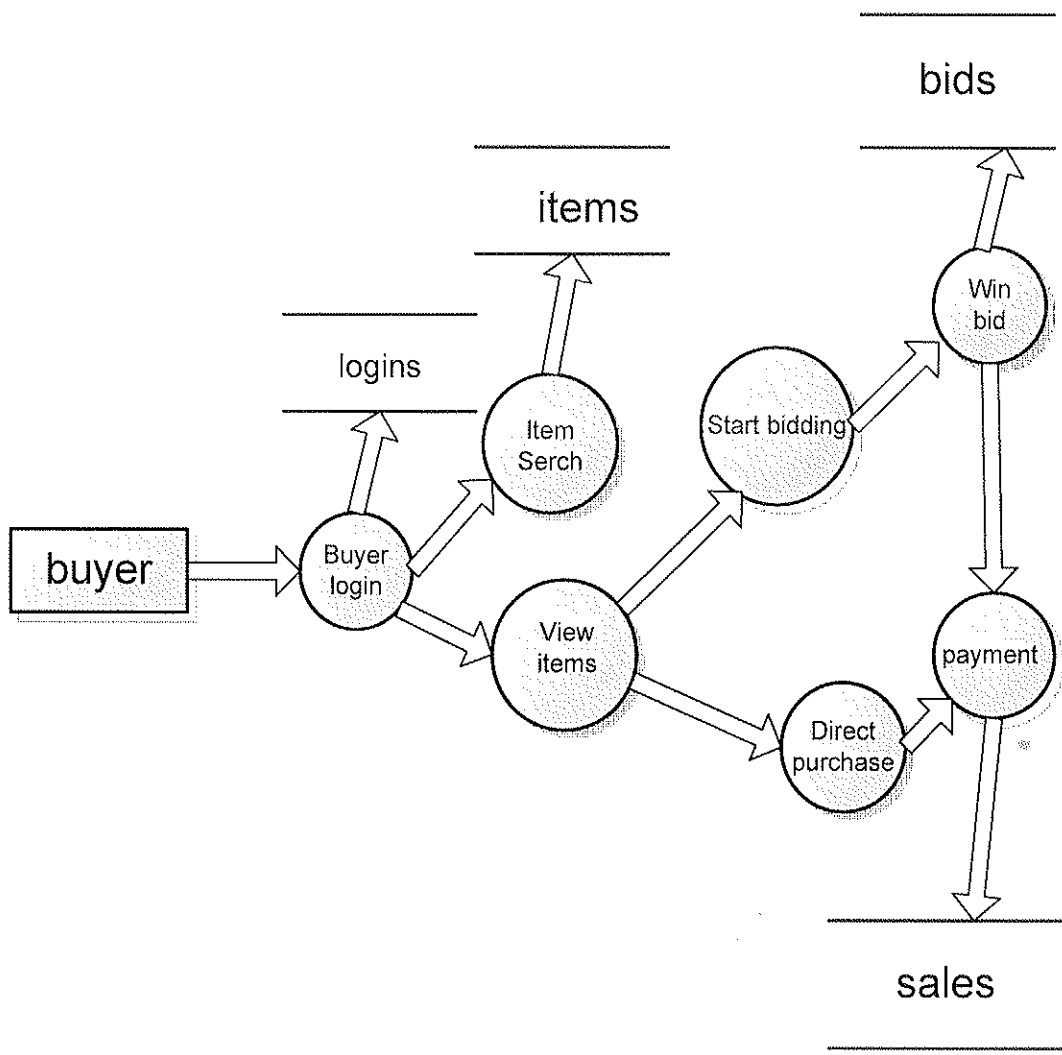 bids
items
logins
Win
bid
Item
Serch
Start bidding
buyer
Buyer
login
View
items
payment
Direct
purchase
sales